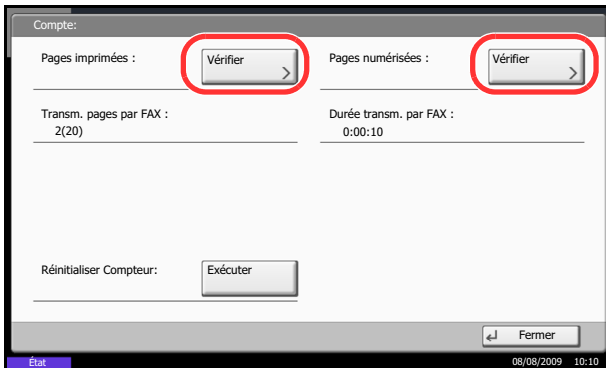 Compte:
Pages imprimées :
Vérifier
Pages numérisées :
Vérifier
Transm. pages par FAX :
2(20)
Durée transm. par FAX :
0:00:10
Réinitialiser Compteur:
Exécuter
Fermer
État
08/08/2009 10:10